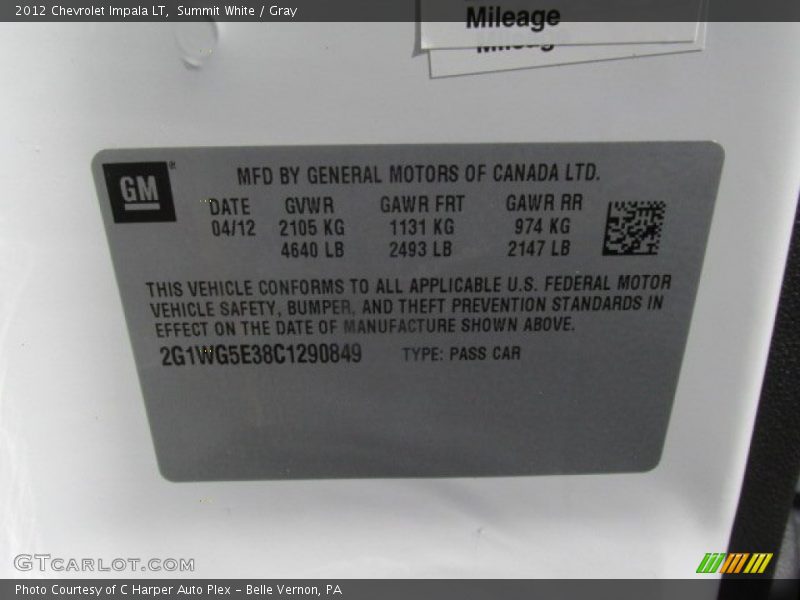 2012 Chevrolet Impala LT, Summit White / Gray
Mileage
GM
MFD BY GENERAL MOTORS OF CANADA LTD.
DATE GVWR GAWR FRT GAWR RR
04/12 2105 KG 1131 KG 974 KG
4640 LB 2493 LB 2147 LB
THIS VEHICLE CONFORMS TO ALL APPLICABLE U.S. FEDERAL MOTOR
VEHICLE SAFETY, BUMPER, AND THEFT PREVENTION STANDARDS IN
EFFECT ON THE DATE OF MANUFACTURE SHOWN ABOVE.
2G1WG5E38C1290849 TYPE: PASS CAR
GTCARLOT.COM
Photo Courtesy of C Harper Auto Plex - Belle Vernon, PA